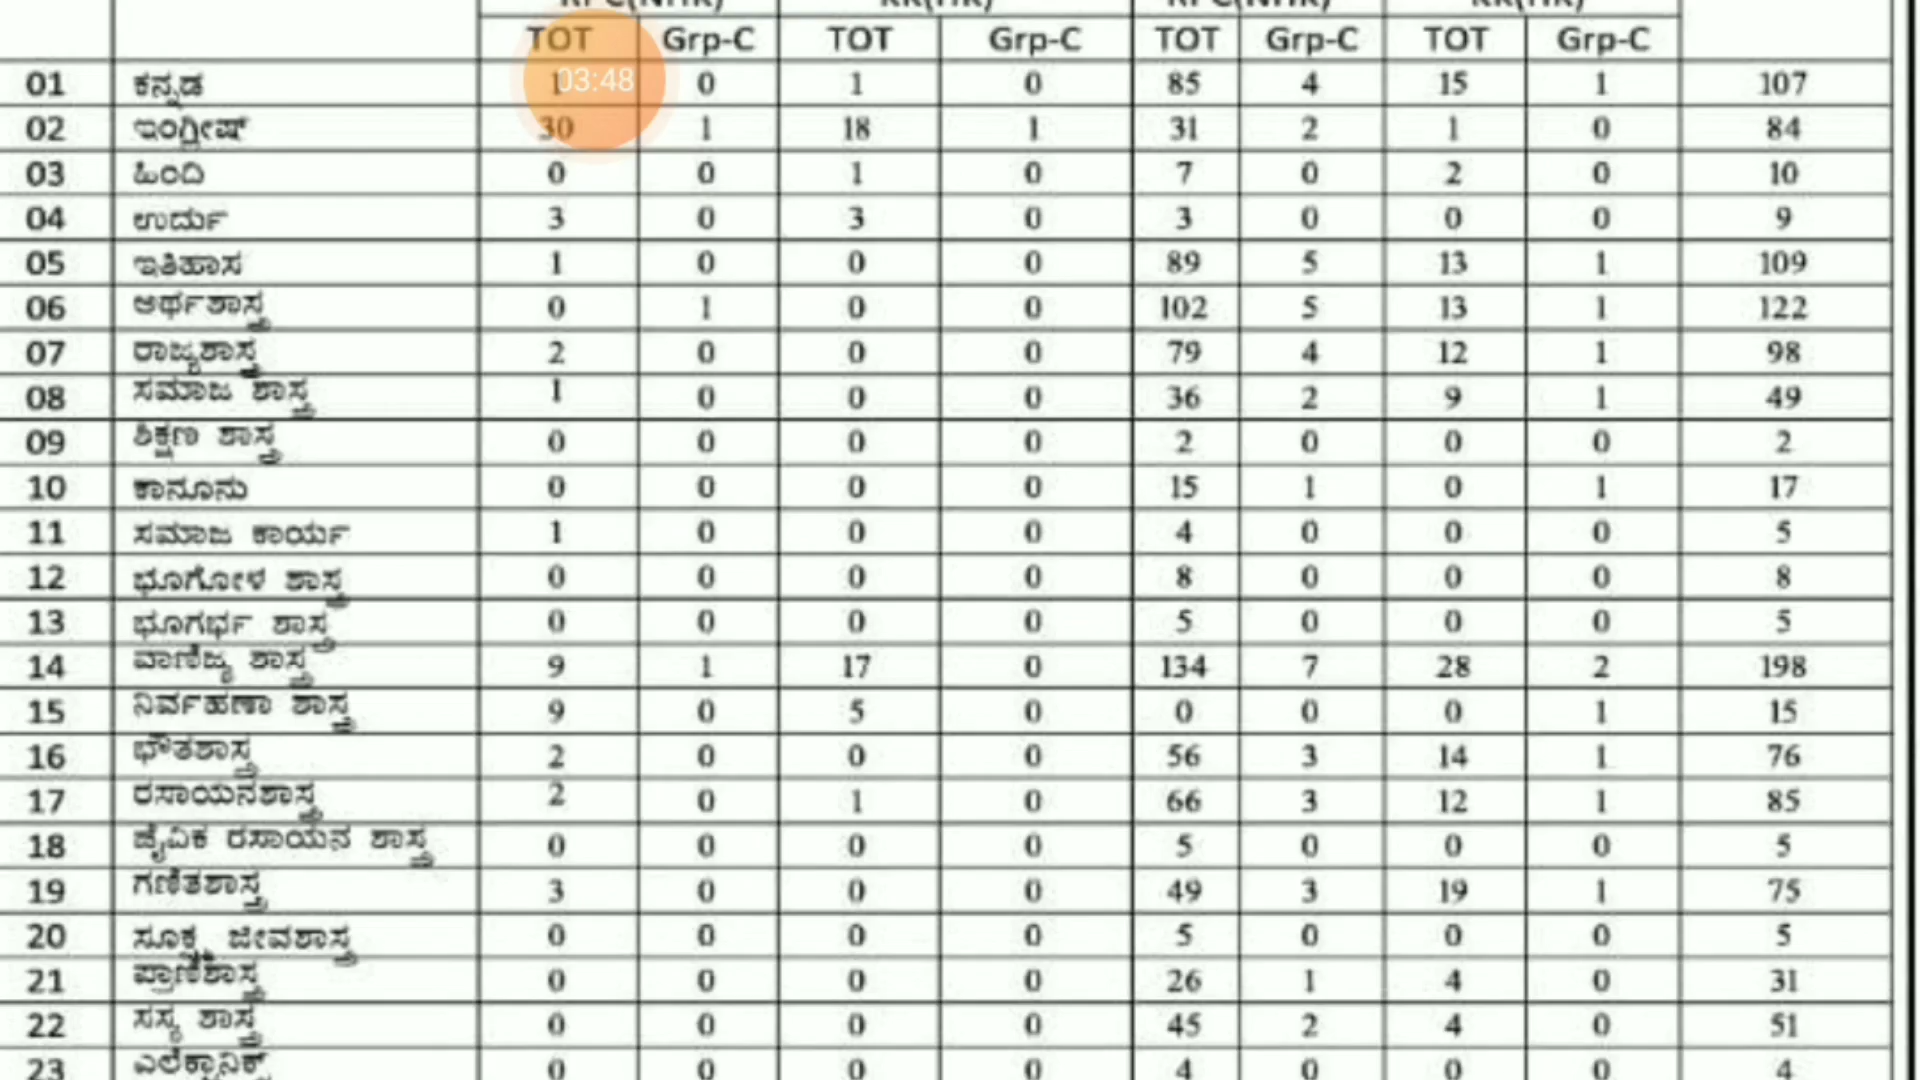 TOT Grp-C TOT Grp-C TOT Grp-C TOT Grp-C
03:48
01 ಕನ್ನಡ 1 0 1 0 85 4 15 1 107
02 ಇಂಗ್ಲೀಷ್ 30 1 18 1 31 2 1 0 84
03 ಹಿಂದಿ 0 0 1 0 7 0 2 0 10
04 ಉರ್ದು 3 0 3 0 3 0 0 0 9
05 ಇತಿಹಾಸ 1 0 0 0 89 5 13 1 109
06 ಅರ್ಥಶಾಸ್ತ್ರ 0 1 0 0 102 5 13 1 122
07 ರಾಜ್ಯಶಾಸ್ತ್ರ 2 0 0 0 79 4 12 1 98
08 ಸಮಾಜ ಶಾಸ್ತ್ರ 1 0 0 0 36 2 9 1 49
09 ಶಿಕ್ಷಣ ಶಾಸ್ತ್ರ 0 0 0 0 2 0 0 0 2
10 ಕಾನೂನು 0 0 0 0 15 1 0 1 17
11 ಸಮಾಜ ಕಾರ್ಯ 1 0 0 0 4 0 0 0 5
12 ಭೂಗೋಳ ಶಾಸ್ತ್ರ 0 0 0 0 8 0 0 0 8
13 ಭೂಗರ್ಭ ಶಾಸ್ತ್ರ 0 0 0 0 5 0 0 0 5
14 ವಾಣಿಜ್ಯ ಶಾಸ್ತ್ರ 9 1 17 0 134 7 28 2 198
15 ನಿರ್ವಹಣಾ ಶಾಸ್ತ್ರ 9 0 5 0 0 0 0 1 15
16 ಭೌತಶಾಸ್ತ್ರ 2 0 0 0 56 3 14 1 76
17 ರಸಾಯನಶಾಸ್ತ್ರ 2 0 1 0 66 3 12 1 85
18 ಜೈವಿಕ ರಸಾಯನ ಶಾಸ್ತ್ರ 0 0 0 0 5 0 0 0 5
19 ಗಣಿತಶಾಸ್ತ್ರ 3 0 0 0 49 3 19 1 75
20 ಸೂಕ್ಷ್ಮ ಜೀವಶಾಸ್ತ್ರ 0 0 0 0 5 0 0 0 5
21 ಪ್ರಾಣಿಶಾಸ್ತ್ರ 0 0 0 0 26 1 4 0 31
22 ಸಸ್ಯ ಶಾಸ್ತ್ರ 0 0 0 0 45 2 4 0 51
23 ಎಲೆಕ್ಟ್ರಾನಿಕ್ಸ್ 0 0 0 0 4 0 0 0 4